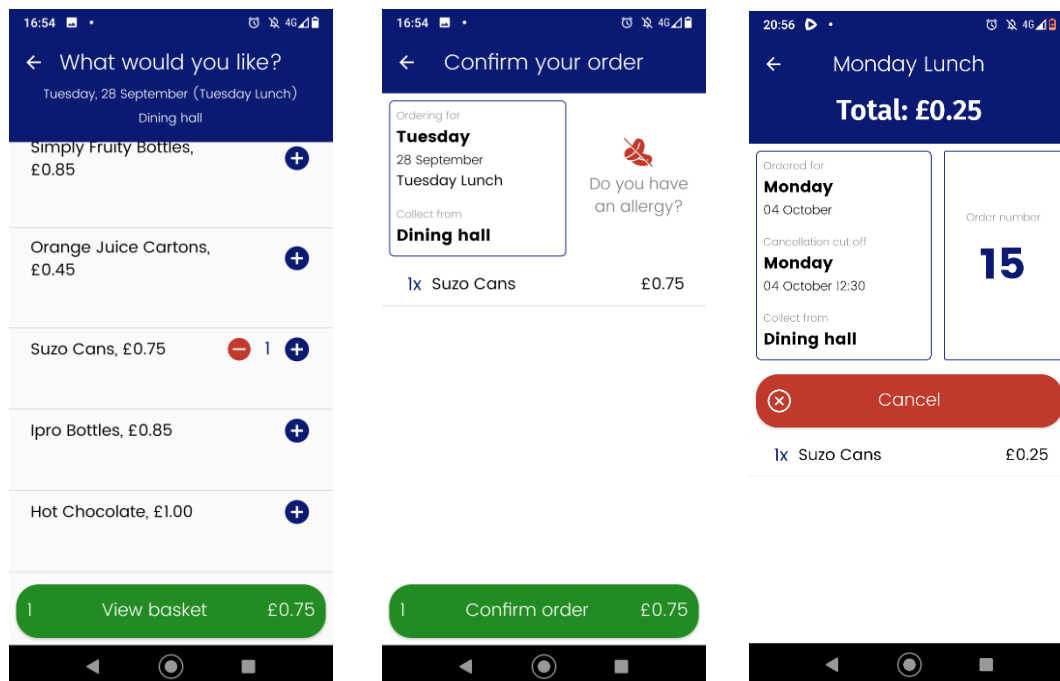 16:54
4G
What would you like?
Tuesday, 28 September (Tuesday Lunch)
Dining hall
Simply Fruity Bottles,
£0.85
Orange Juice Cartons,
£0.45
Suzo Cans, £0.75
1
Ipro Bottles, £0.85
Hot Chocolate, £1.00
1 View basket £0.75
16:54
4G
Confirm your order
Ordering for
Tuesday
28 September
Tuesday Lunch
Collect from
Dining hall
Do you have
an allergy?
1x Suzo Cans £0.75
1 Confirm order £0.75
20:56
4G
Monday Lunch
Total: £0.25
Ordered for
Monday
04 October
Cancellation cut off
Monday
04 October 12:30
Collect from
Dining hall
Order number
15
Cancel
1x Suzo Cans £0.25